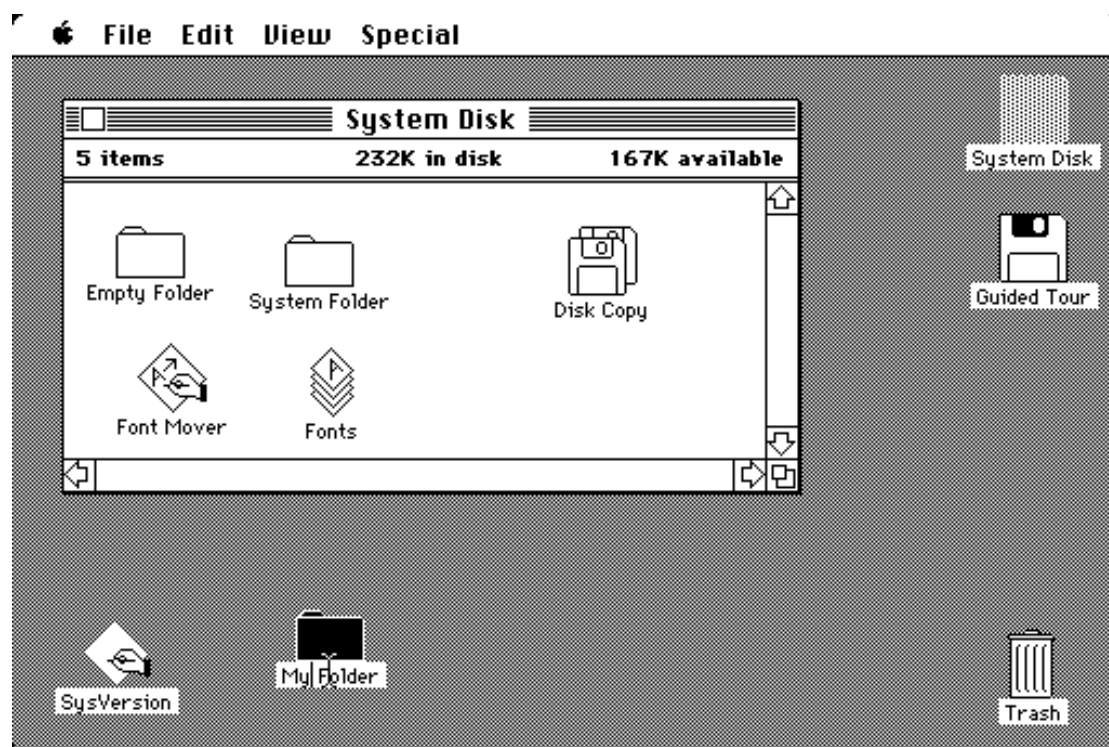 File Edit View Special
System Disk
5 items 232K in disk 167K available
Empty Folder
System Folder
Disk Copy
Font Mover
Fonts
System Disk
Guided Tour
SysVersion
My Folder
Trash